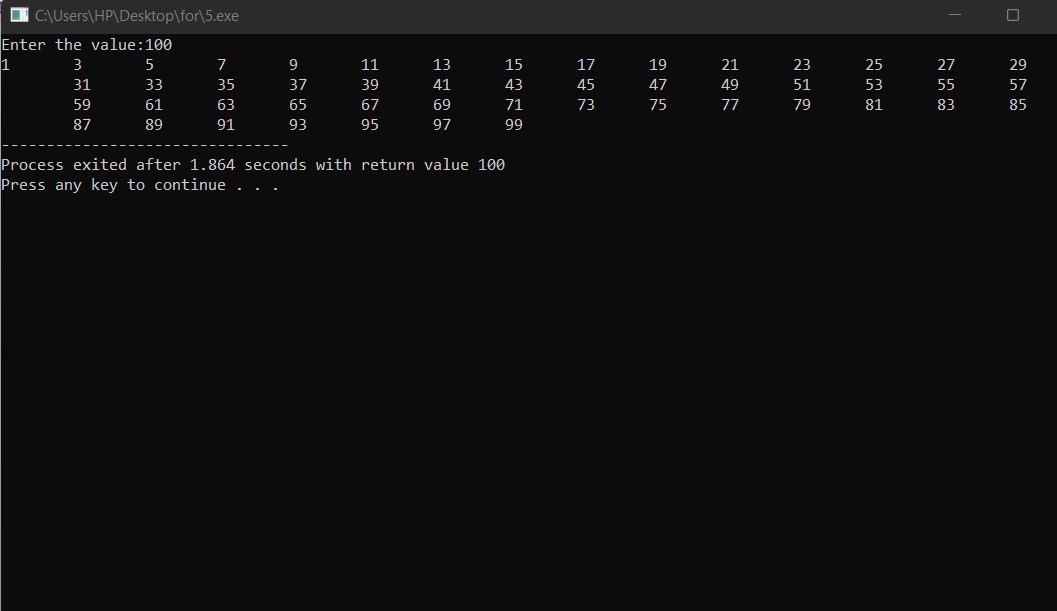 C:\Users\HP\Desktop\for\5.exe
Enter the value:100
1	3	5	7	9	11	13	15	17	19	21	23	25	27	29
	31	33	35	37	39	41	43	45	47	49	51	53	55	57
	59	61	63	65	67	69	71	73	75	77	79	81	83	85
	87	89	91	93	95	97	99
--------------------------------
Process exited after 1.864 seconds with return value 100
Press any key to continue . . .